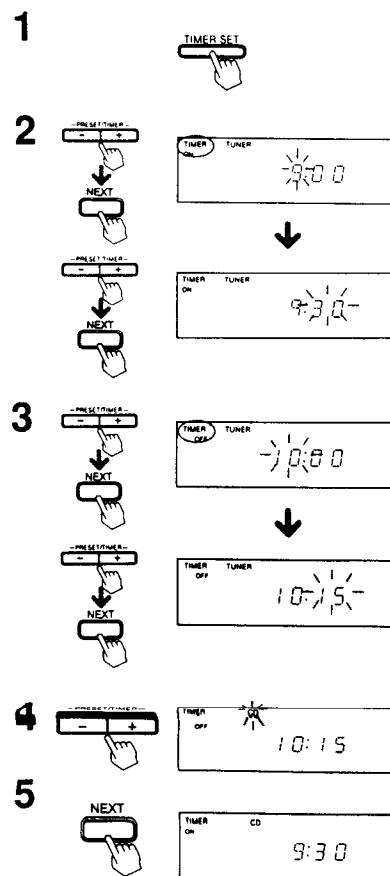 1
TIMER SET
2
PRESET/TIMER
- +
NEXT
TIMER TUNER
ON
9:00
PRESET/TIMER
- +
NEXT
TIMER TUNER
ON
9:30
3
PRESET/TIMER
- +
NEXT
TIMER TUNER
OFF
10:00
PRESET/TIMER
- +
NEXT
TIMER TUNER
OFF
10:15
4
PRESET/TIMER
- +
TIMER CD
OFF
10:15
5
NEXT
TIMER CD
ON
9:30